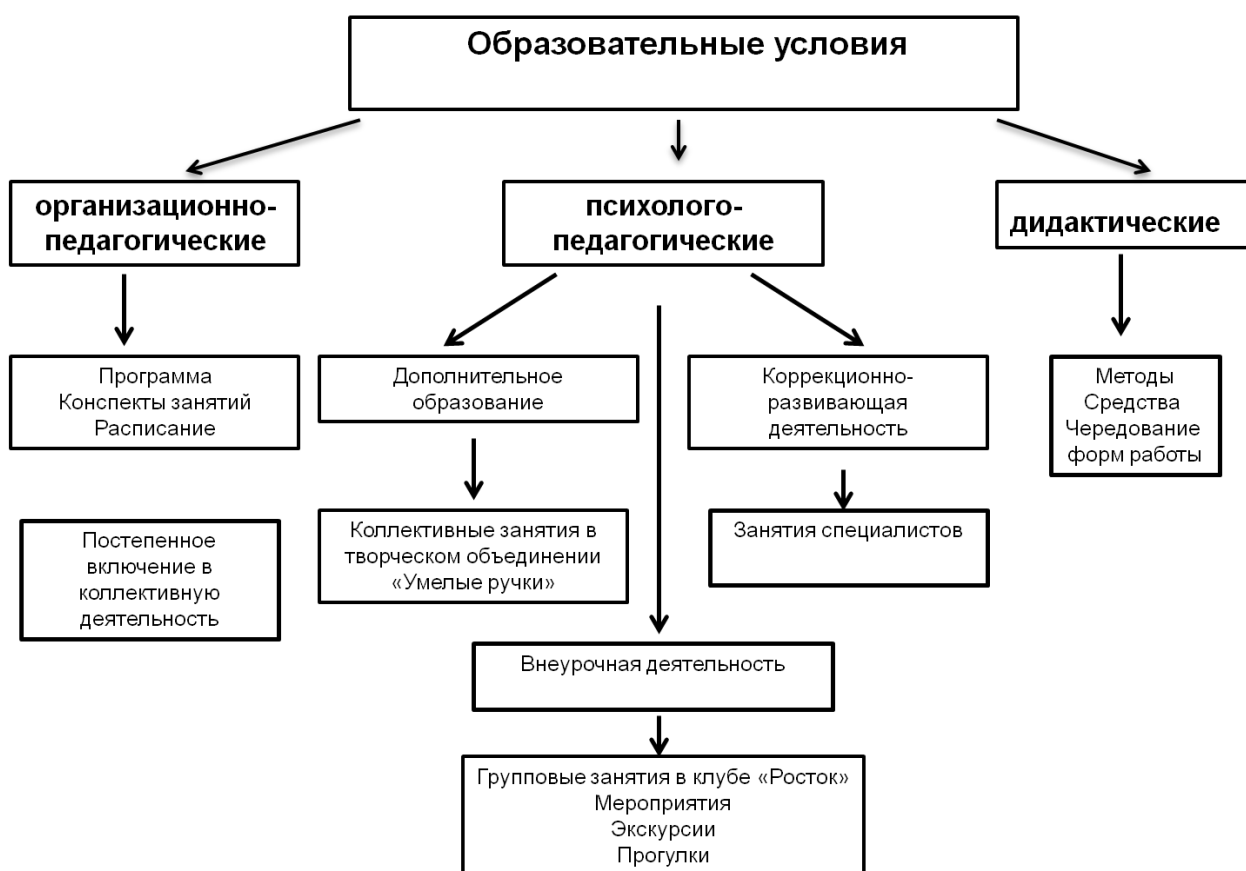 Образовательные условия
организационно-
педагогические
психолого-
педагогические
дидактические
Программа
Конспекты занятий
Расписание
Дополнительное
образование
Коррекционно-
развивающая
деятельность
Методы
Средства
Чередование
форм работы
Постепенное
включение в
коллективную
деятельность
Коллективные занятия в
творческом объединении
«Умелые ручки»
Занятия специалистов
Внеурочная деятельность
Групповые занятия в клубе «Росток»
Мероприятия
Экскурсии
Прогулки